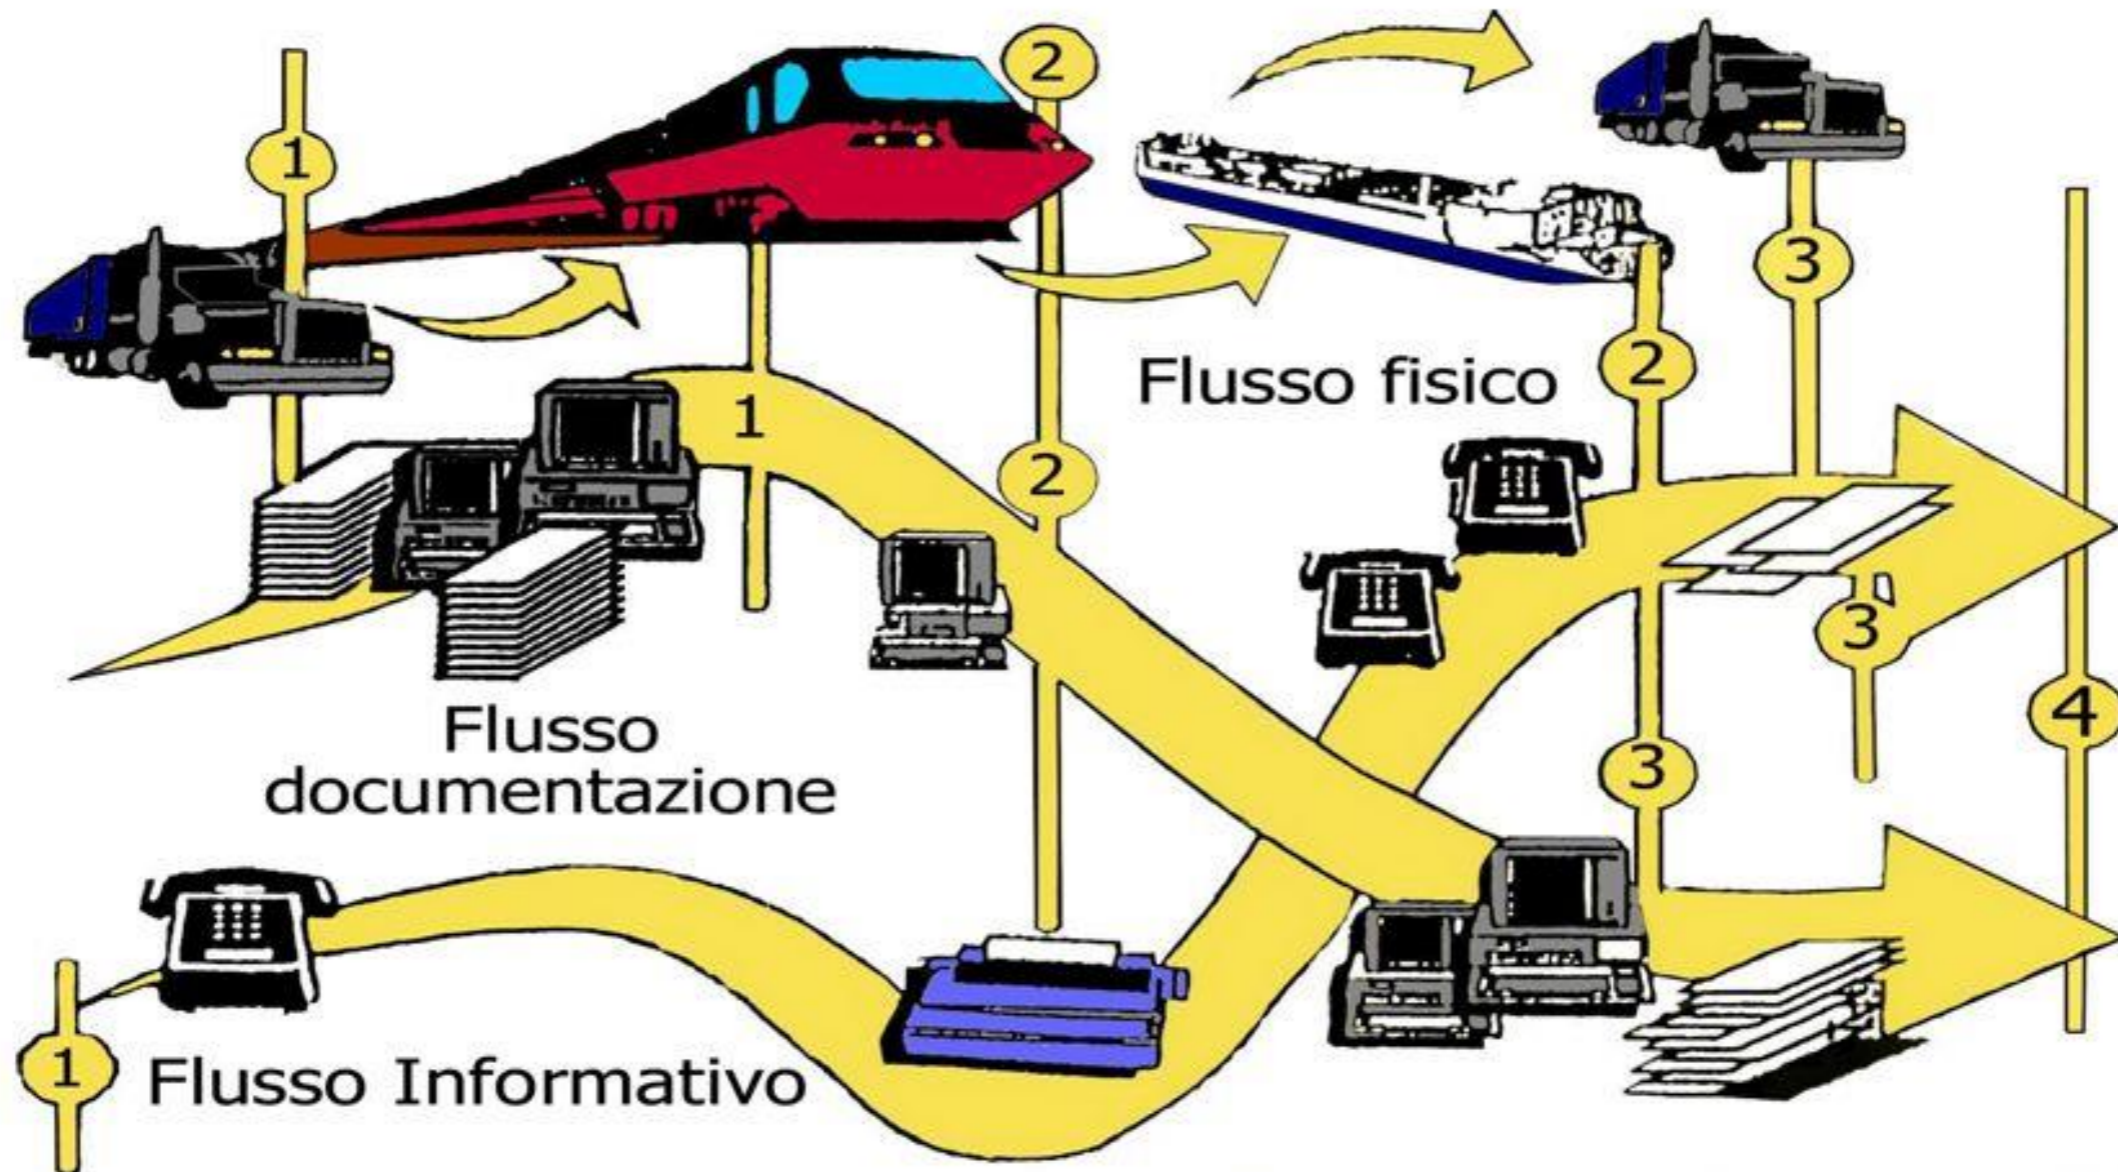 2
1
3
Flusso fisico
2
1
2
3
Flusso
documentazione
4
3
1
Flusso Informativo